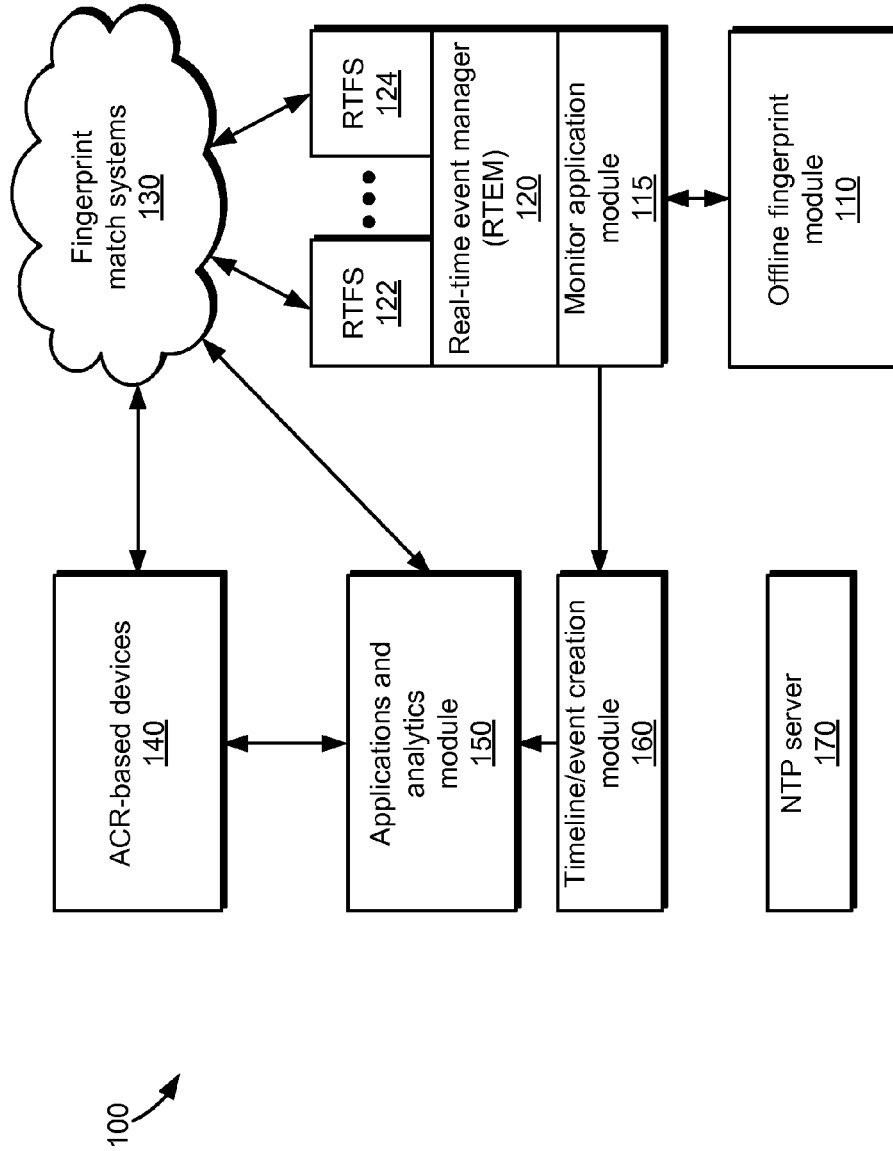 100
ACR-based devices
140
Applications and
analytics
module
150
Timeline/event creation
module
160
NTP server
170
Fingerprint
match systems
130
RTFS
122
RTFS
124
Real-time event manager
(RTEM)
120
Monitor application
module
115
Offline fingerprint
module
110